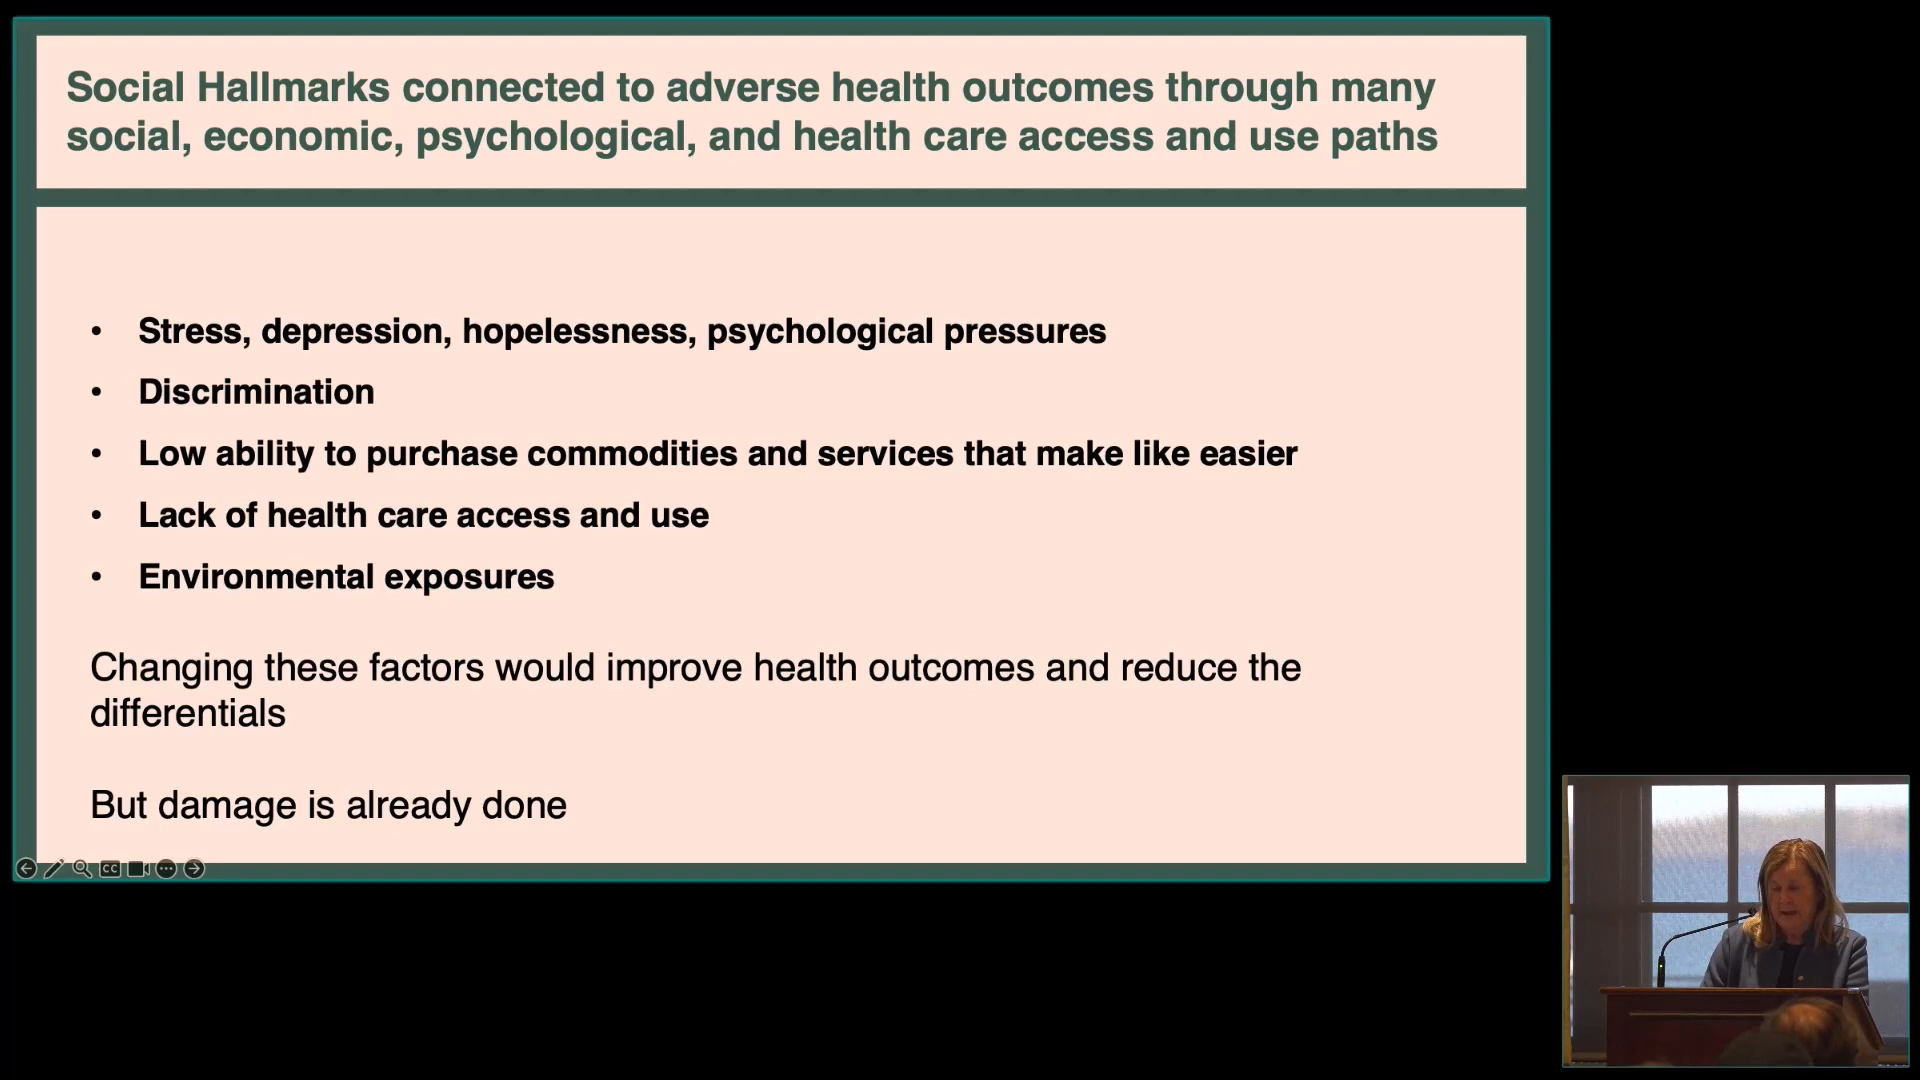 Social Hallmarks connected to adverse health outcomes through many
social, economic, psychological, and health care access and use paths
• Stress, depression, hopelessness, psychological pressures
• Discrimination
• Low ability to purchase commodities and services that make like easier
• Lack of health care access and use
• Environmental exposures
Changing these factors would improve health outcomes and reduce the
differentials
But damage is already done
CC